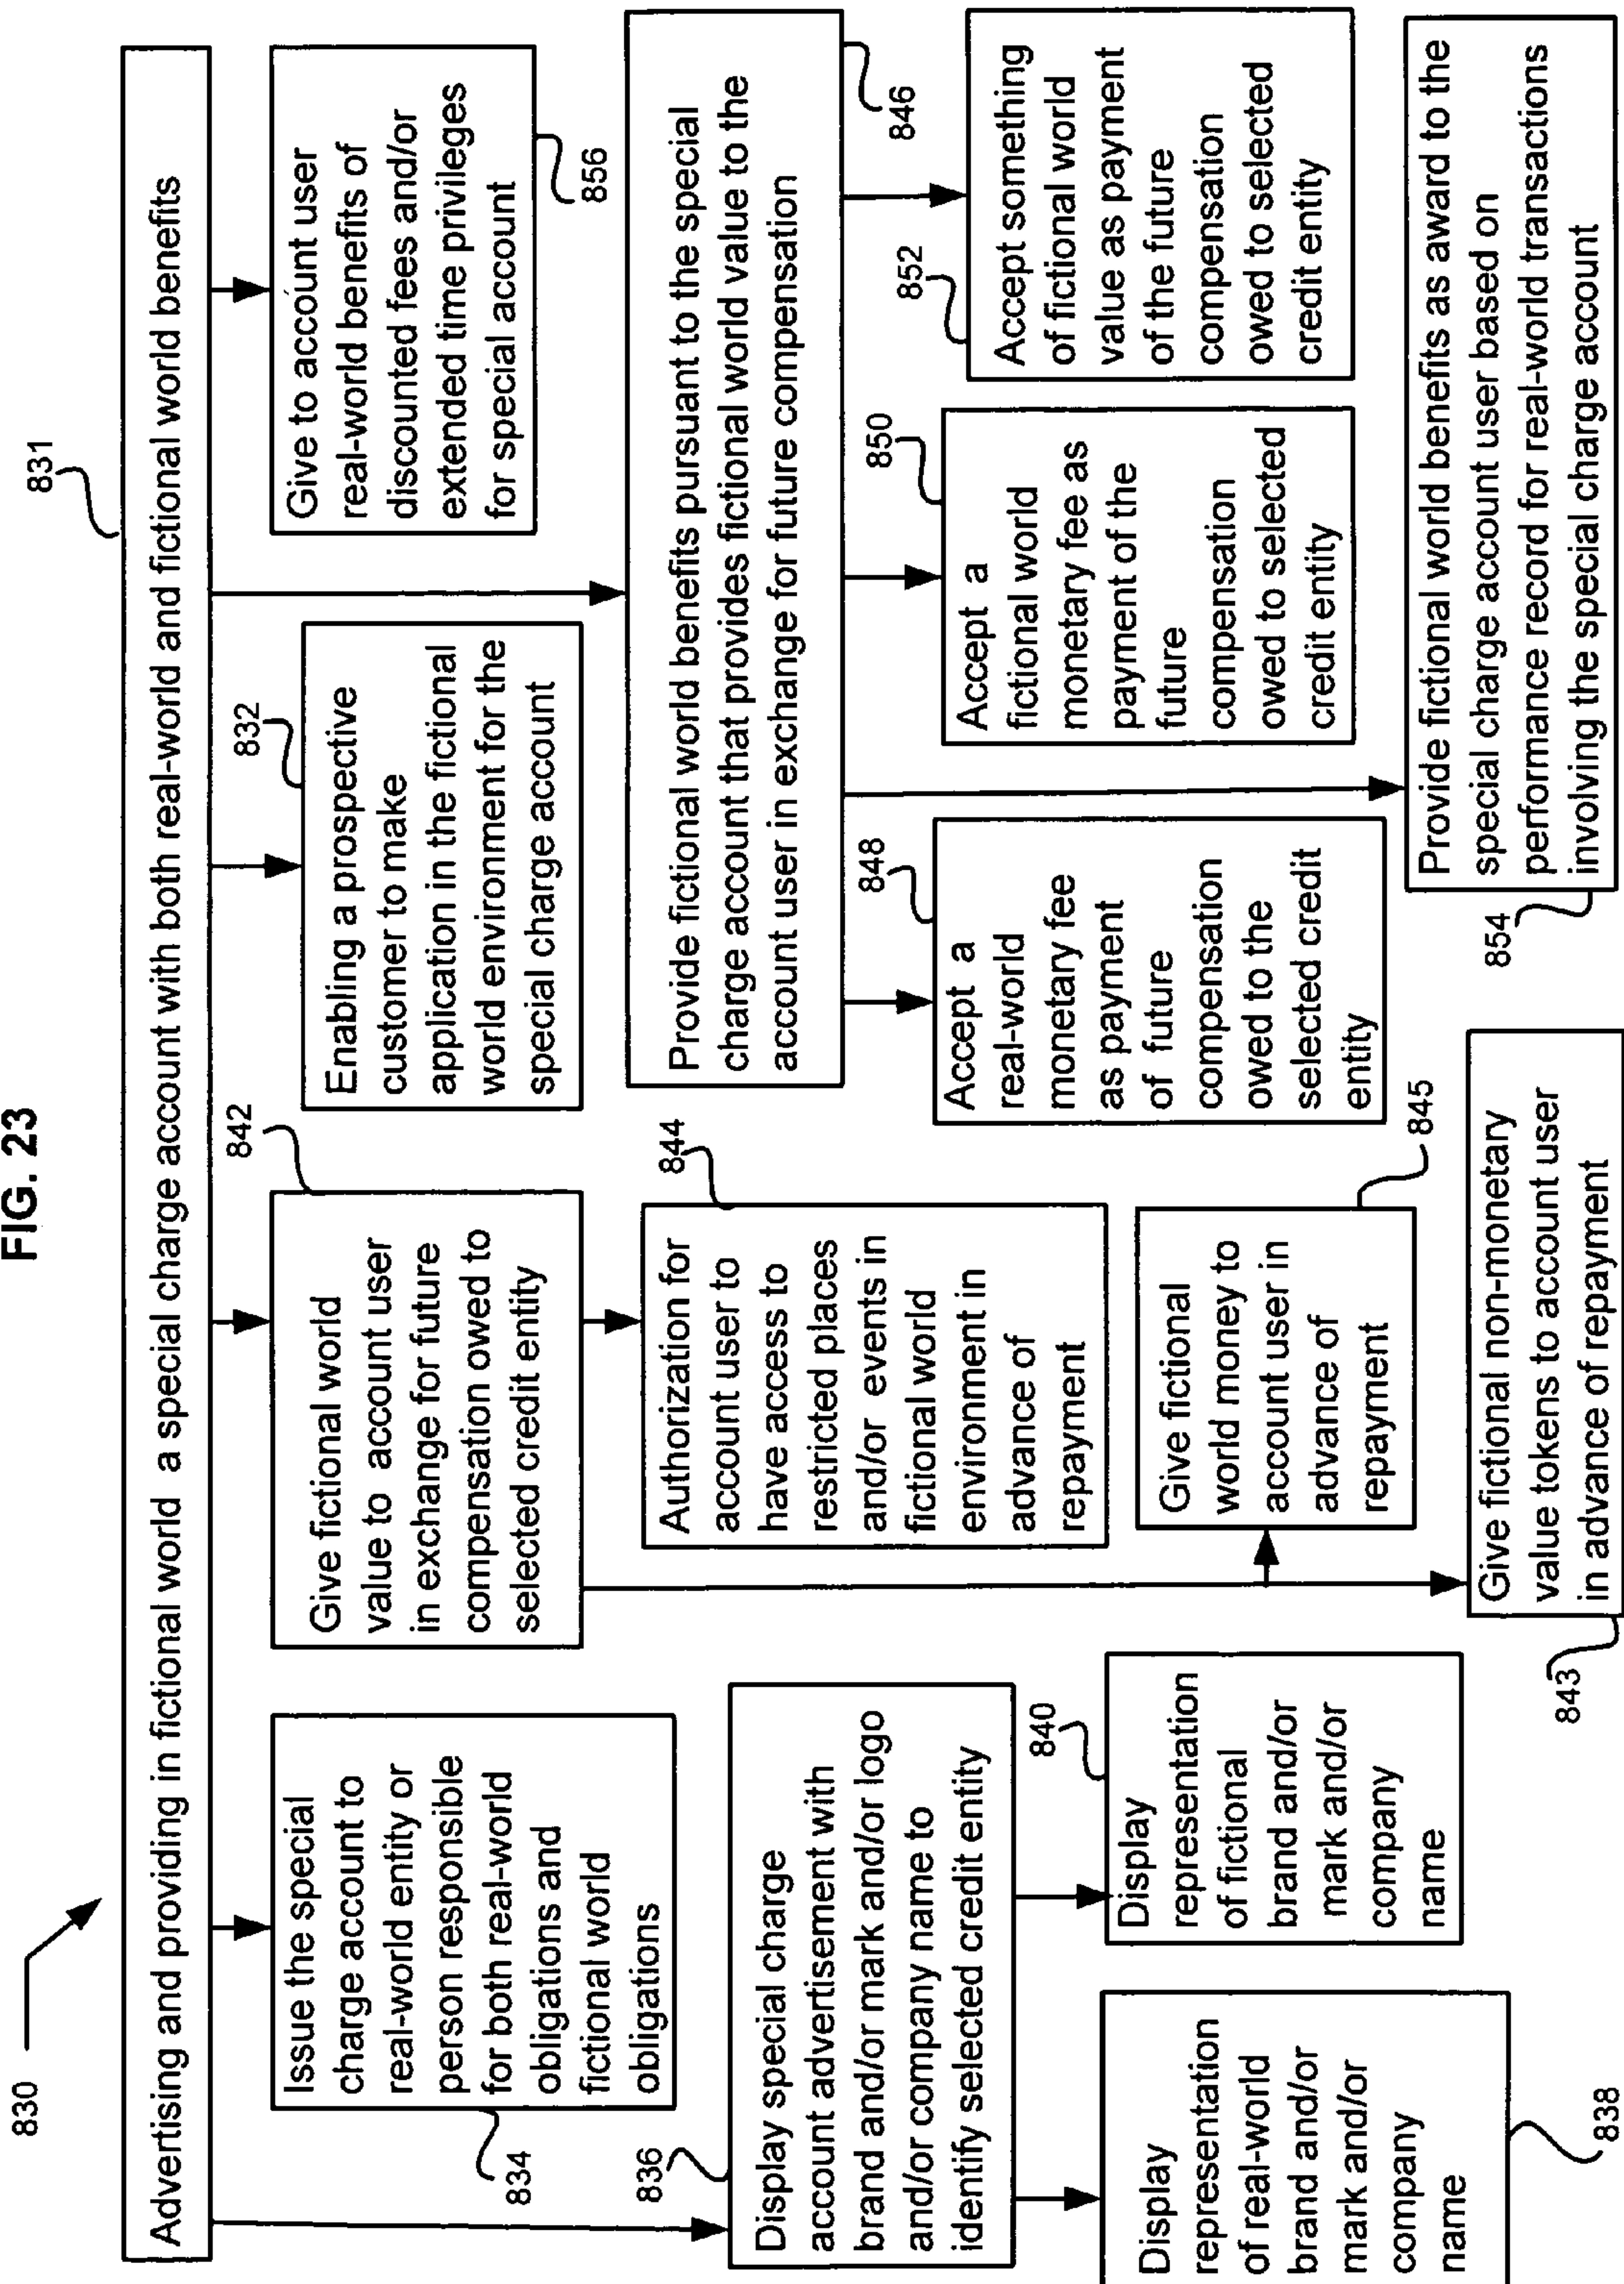 FIG. 23
830
831
Advertising and providing in fictional world a special charge account with both real-world and fictional world benefits
834
Issue the special
charge account to
real-world entity or
person responsible
for both real-world
obligations and
fictional world
obligations
842
Give fictional world
value to account user
in exchange for future
compensation owed to
selected credit entity
832
Enabling a prospective
customer to make
application in the fictional
world environment for the
special charge account
Give to account user
real-world benefits of
discounted fees and/or
extended time privileges
for special account
856
836
Display special charge
account advertisement with
brand and/or mark and/or logo
and/or company name to
identify selected credit entity
844
Authorization for
account user to
have access to
restricted places
and/or events in
fictional world
environment in
advance of
repayment
Provide fictional world benefits pursuant to the special
charge account that provides fictional world value to the
account user in exchange for future compensation
846
838
Display
representation
of real-world
brand and/or
mark and/or
company
name
840
Display
representation
of fictional
brand and/or
mark and/or
company
name
845
Give fictional
world money to
account user in
advance of
repayment
843
Give fictional non-monetary
value tokens to account user
in advance of repayment
848
Accept a
real-world
monetary fee
as payment
of future
compensation
owed to the
selected credit
entity
850
Accept a
fictional world
monetary fee as
payment of the
future
compensation
owed to selected
credit entity
852
Accept something
of fictional world
value as payment
of the future
compensation
owed to selected
credit entity
854
Provide fictional world benefits as award to the
special charge account user based on
performance record for real-world transactions
involving the special charge account